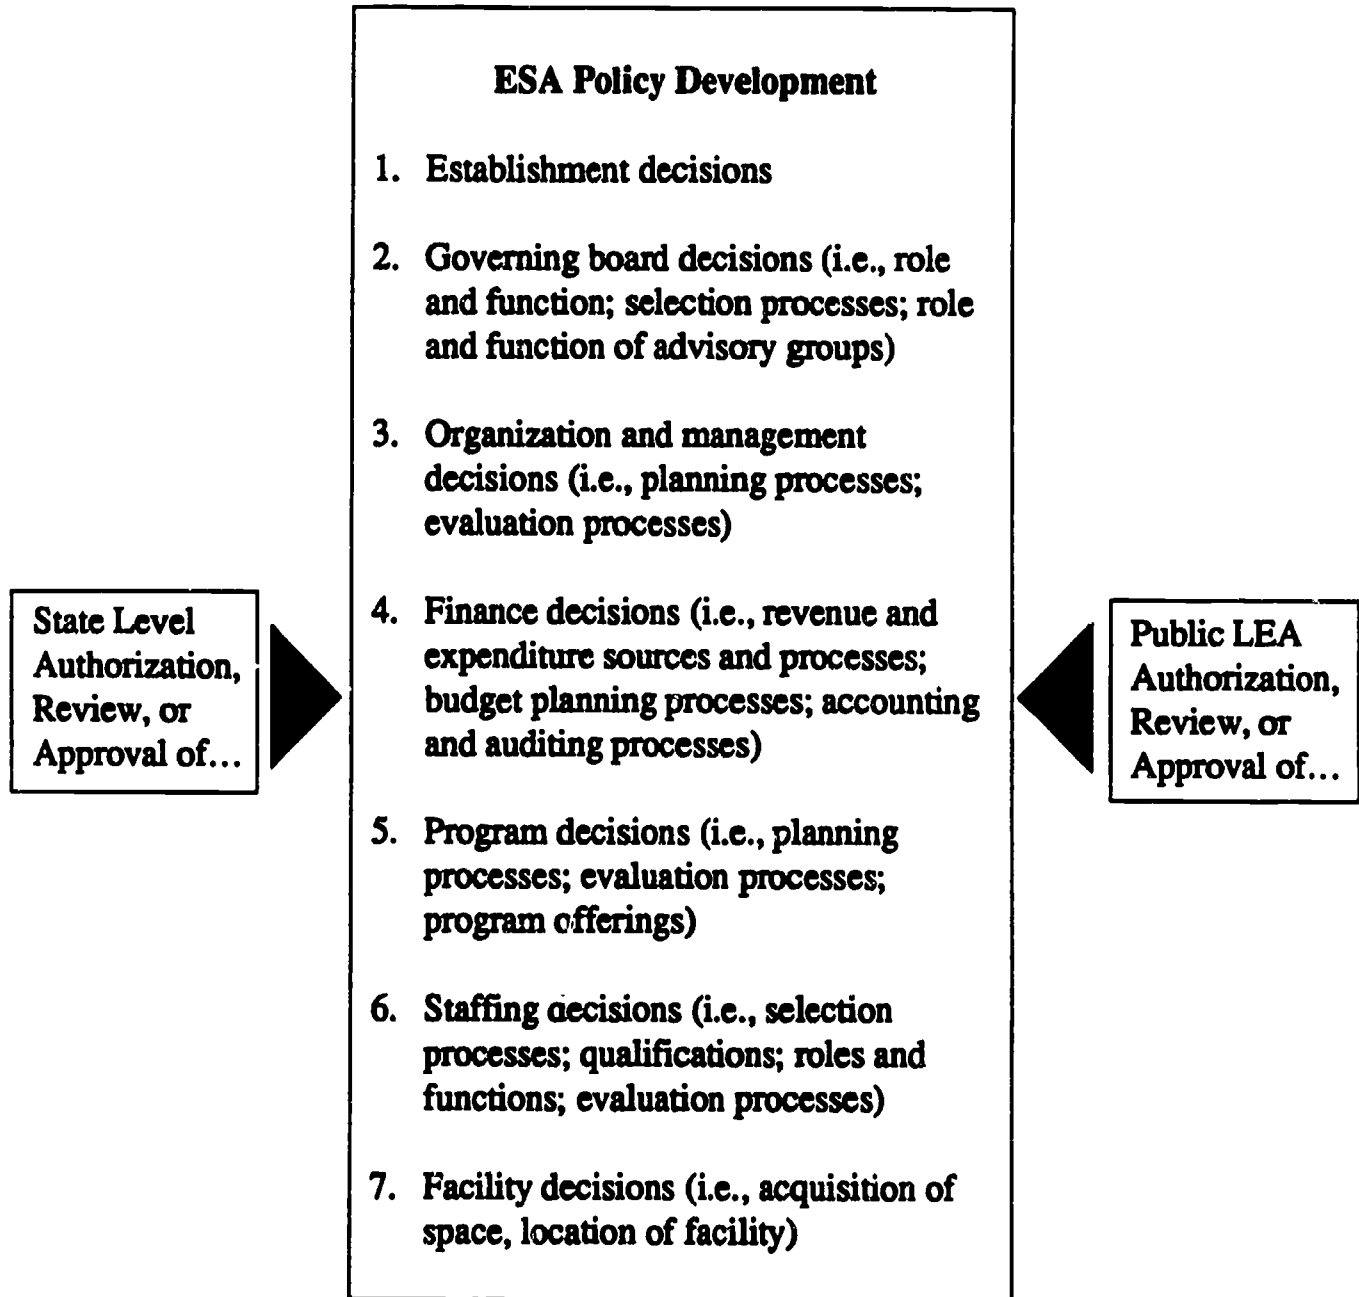 ESA Policy Development
1. Establishment decisions
2. Governing board decisions (i.e., role
and function; selection processes; role
and function of advisory groups)
3. Organization and management
decisions (i.e., planning processes;
evaluation processes)
State Level
Authorization,
Review, or
Approval of...
4. Finance decisions (i.e., revenue and
expenditure sources and processes;
budget planning processes; accounting
and auditing processes)
Public LEA
Authorization,
Review, or
Approval of...
5. Program decisions (i.e., planning
processes; evaluation processes;
program offerings)
6. Staffing decisions (i.e., selection
processes; qualifications; roles and
functions; evaluation processes)
7. Facility decisions (i.e., acquisition of
space, location of facility)